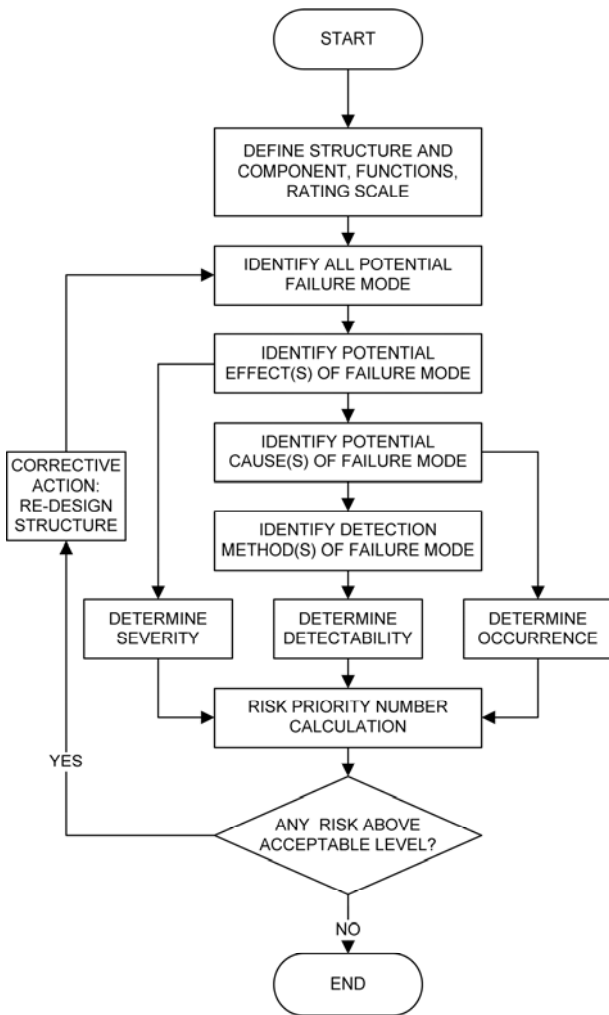 START
DEFINE STRUCTURE AND
COMPONENT, FUNCTIONS,
RATING SCALE
IDENTIFY ALL POTENTIAL
FAILURE MODE
IDENTIFY POTENTIAL
EFFECT(S) OF FAILURE MODE
IDENTIFY POTENTIAL
CAUSE(S) OF FAILURE MODE
CORRECTIVE
ACTION:
RE-DESIGN
STRUCTURE
IDENTIFY DETECTION
METHOD(S) OF FAILURE MODE
DETERMINE
SEVERITY
DETERMINE
DETECTABILITY
DETERMINE
OCCURRENCE
RISK PRIORITY NUMBER
CALCULATION
YES
ANY RISK ABOVE
ACCEPTABLE LEVEL?
NO
END